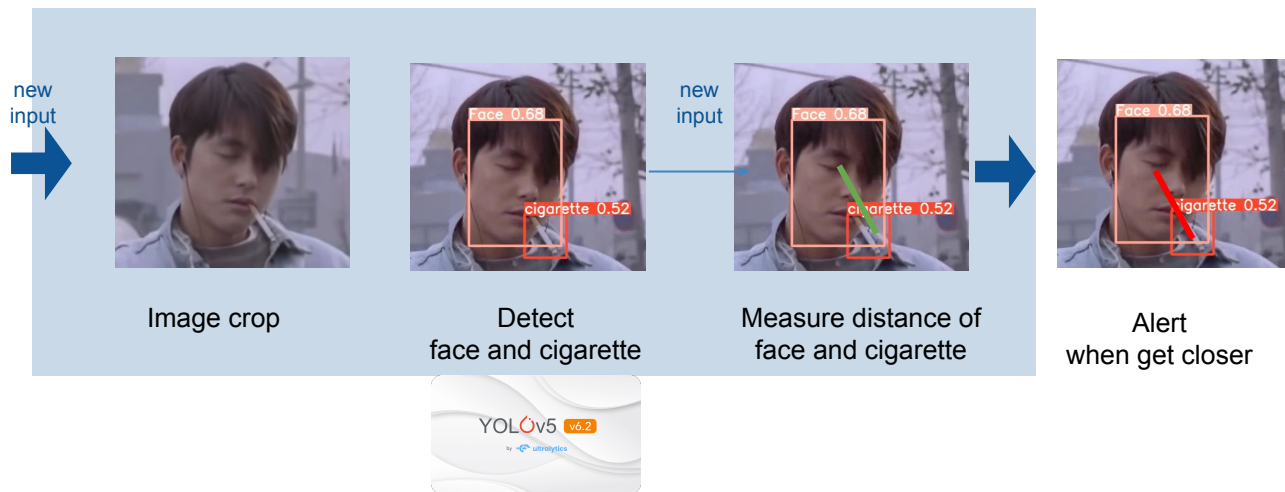 new
input
Image crop
Face 0.68
cigarette 0.52
Detect
face and cigarette
YOLOv5 v6.2
by ultralytics
new
input
Face 0.68
cigarette 0.52
Measure distance of
face and cigarette
Face 0.68
cigarette 0.52
Alert
when get closer